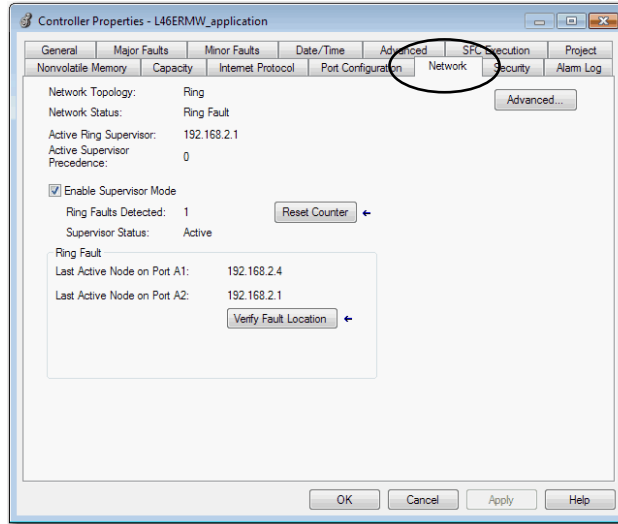 Controller Properties - L46ERMW_application
General Major Faults Minor Faults Date/Time Advanced SFC Execution Project
Nonvolatile Memory Capacity Internet Protocol Port Configuration Network Security Alarm Log
Network Topology: Ring
Advanced...
Network Status: Ring Fault
Active Ring Supervisor: 192.168.2.1
Active Supervisor
Precedence: 0
Enable Supervisor Mode
Ring Faults Detected: 1 Reset Counter
Supervisor Status: Active
Ring Fault
Last Active Node on Port A1: 192.168.2.4
Last Active Node on Port A2: 192.168.2.1
Verify Fault Location
OK Cancel Apply Help